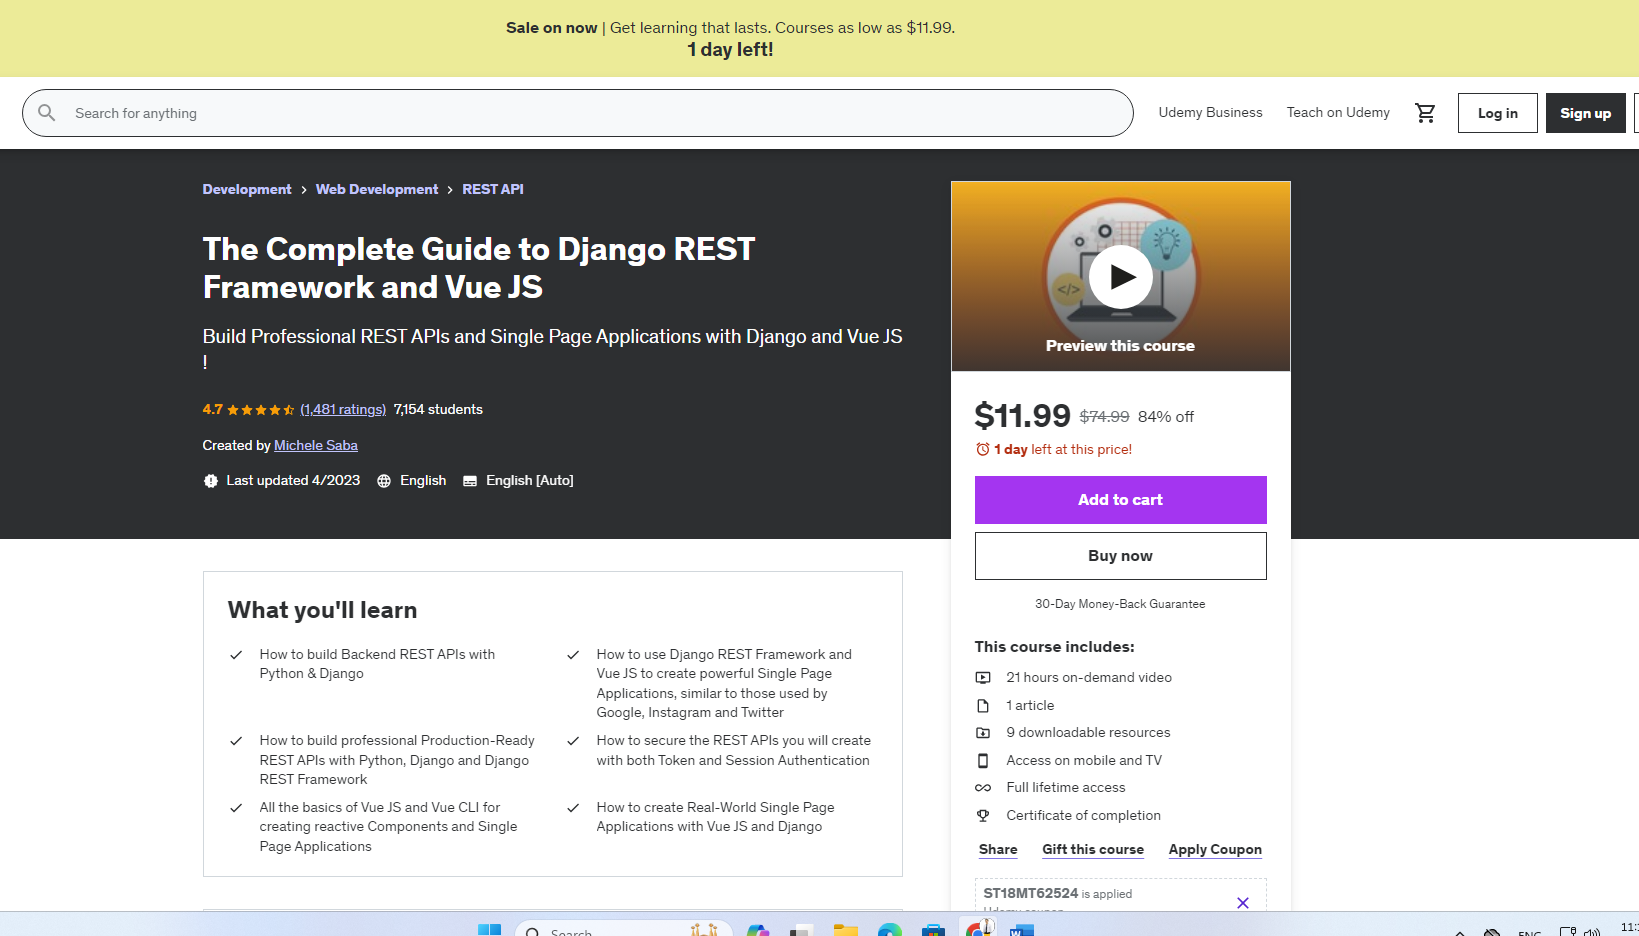 Sale on now | Get learning that lasts. Courses as low as $11.99.
1 day left!
Search for anything
Udemy Business
Teach on Udemy
Log in
Sign up
Development > Web Development > REST API
The Complete Guide to Django REST
Framework and Vue JS
Build Professional REST APIs and Single Page Applications with Django and Vue JS
!
4.7 (1,481 ratings) 7,154 students
Created by Michele Saba
Last updated 4/2023 English English [Auto]
</>
Preview this course
$11.99 $74.99 84% off
1 day left at this price!
Add to cart
Buy now
30-Day Money-Back Guarantee
This course includes:
21 hours on-demand video
1 article
9 downloadable resources
Access on mobile and TV
Full lifetime access
Certificate of completion
Share
Gift this course
Apply Coupon
ST18MT62524 is applied
Udemy coupon
What you'll learn
How to build Backend REST APIs with
Python & Django
How to use Django REST Framework and
Vue JS to create powerful Single Page
Applications, similar to those used by
Google, Instagram and Twitter
How to build professional Production-Ready
REST APIs with Python, Django and Django
REST Framework
How to secure the REST APIs you will create
with both Token and Session Authentication
All the basics of Vue JS and Vue CLI for
creating reactive Components and Single
Page Applications
How to create Real-World Single Page
Applications with Vue JS and Django
Search
W
ENG